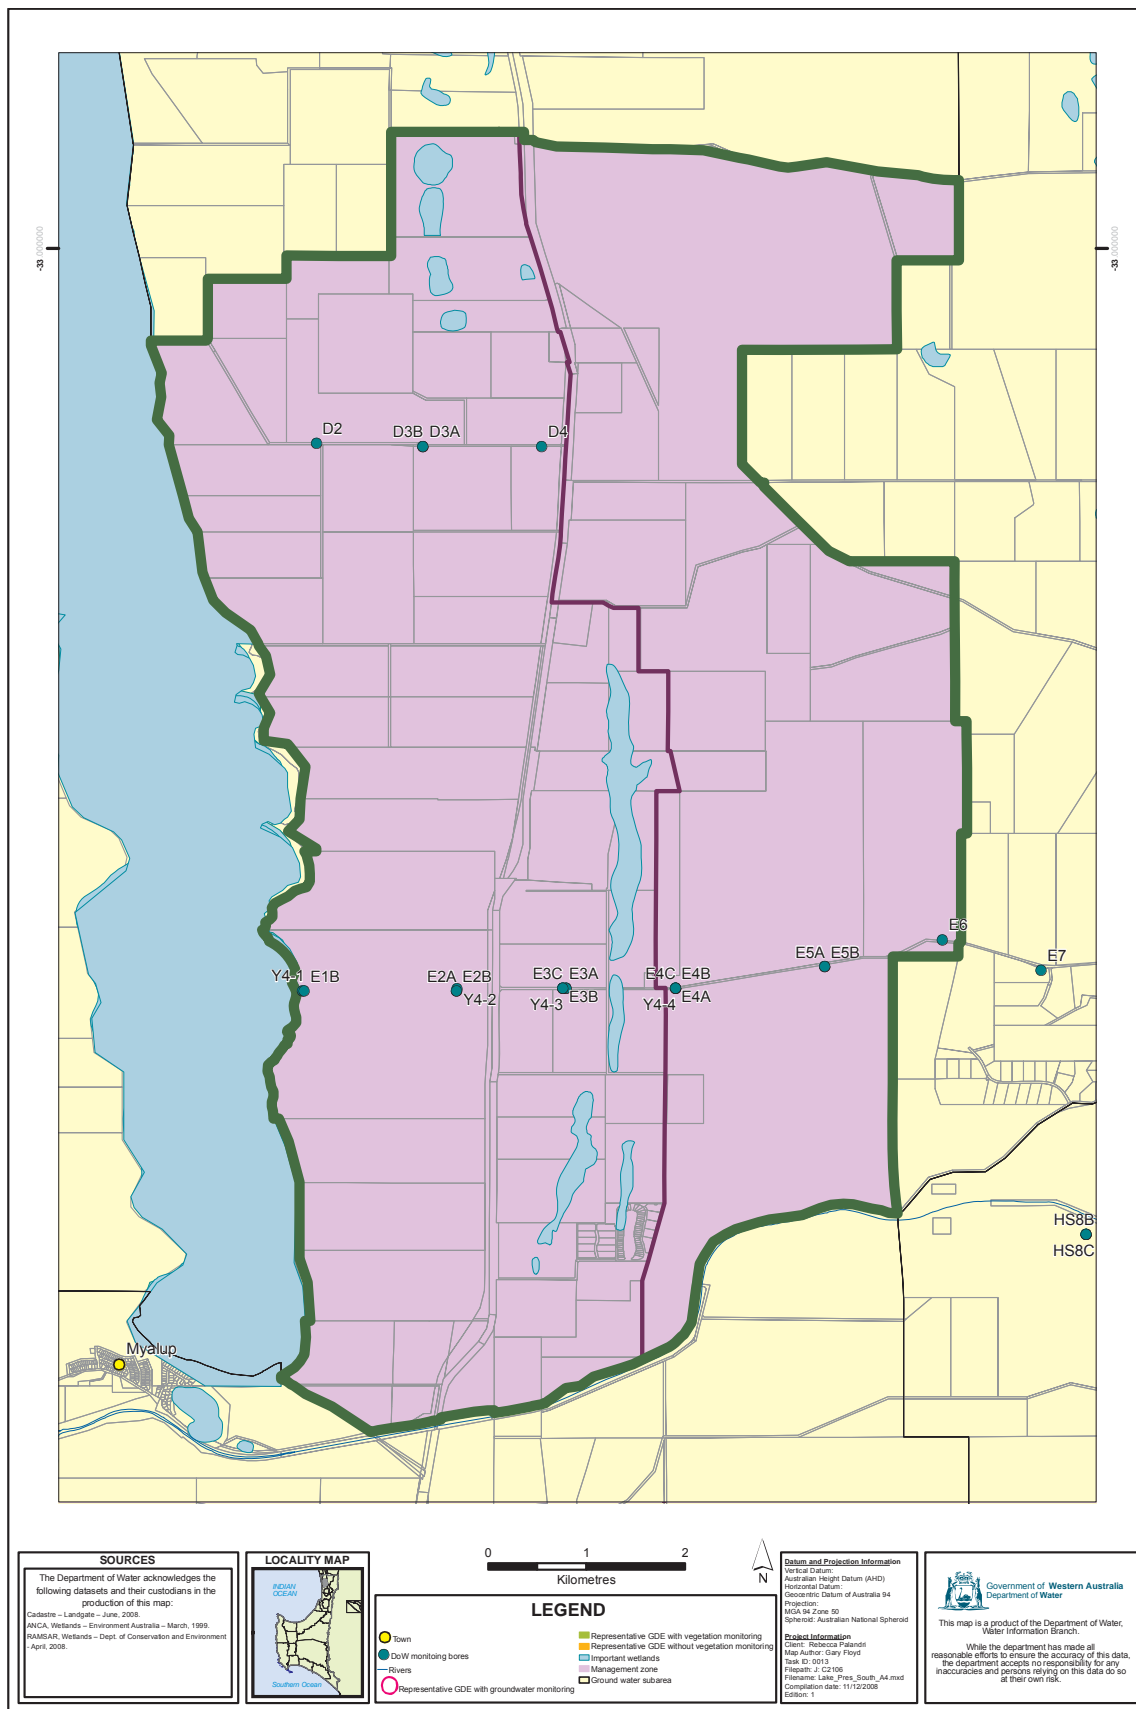 -33.000000
-33.000000
D2
D3B D3A
D4
E6
E5A E5B
E7
Y4-1 E1B
E2A E2B
Y4-2
E3C E3A
E3B
Y4-3
E4C E4B
E4A
Y4-4
HS8B
HS8C
Myalup
SOURCES
The Department of Water acknowledges the
following datasets and their custodians in the
production of this map:
Cadastre – Landgate – June, 2008.
ANCA, Wetlands – Environment Australia – March, 1999.
RAMSAR, Wetlands – Dept. of Conservation and Environment
- April, 2008.
LOCALITY MAP
INDIAN
OCEAN
Southern Ocean
0 1 2
Kilometres
N
LEGEND
Town
DoW monitoing bores
Rivers
Representative GDE with groundwater monitoring
Representative GDE with vegetation monitoring
Representative GDE without vegetation monitoring
Important wetlands
Management zone
Ground water subarea
Datum and Projection Information
Vertical Datum:
Australian Height Datum (AHD)
Horizontal Datum:
Geocentric Datum of Australia 94
Projection:
MGA 94 Zone 50
Spheroid: Australian National Spheroid
Project Information
Client: Rebecca Palandri
Map Author: Gary Floyd
Task ID: 0013
Filepath: J: C2106
Filename: Lake_Pres_South_A4.mxd
Compilation date: 11/12/2008
Edition: 1
Government of Western Australia
Department of Water
This map is a product of the Department of Water,
Water Information Branch.
While the department has made all
reasonable efforts to ensure the accuracy of this data,
the department accepts no responsibility for any
inaccuracies and persons relying on this data do so
at their own risk.